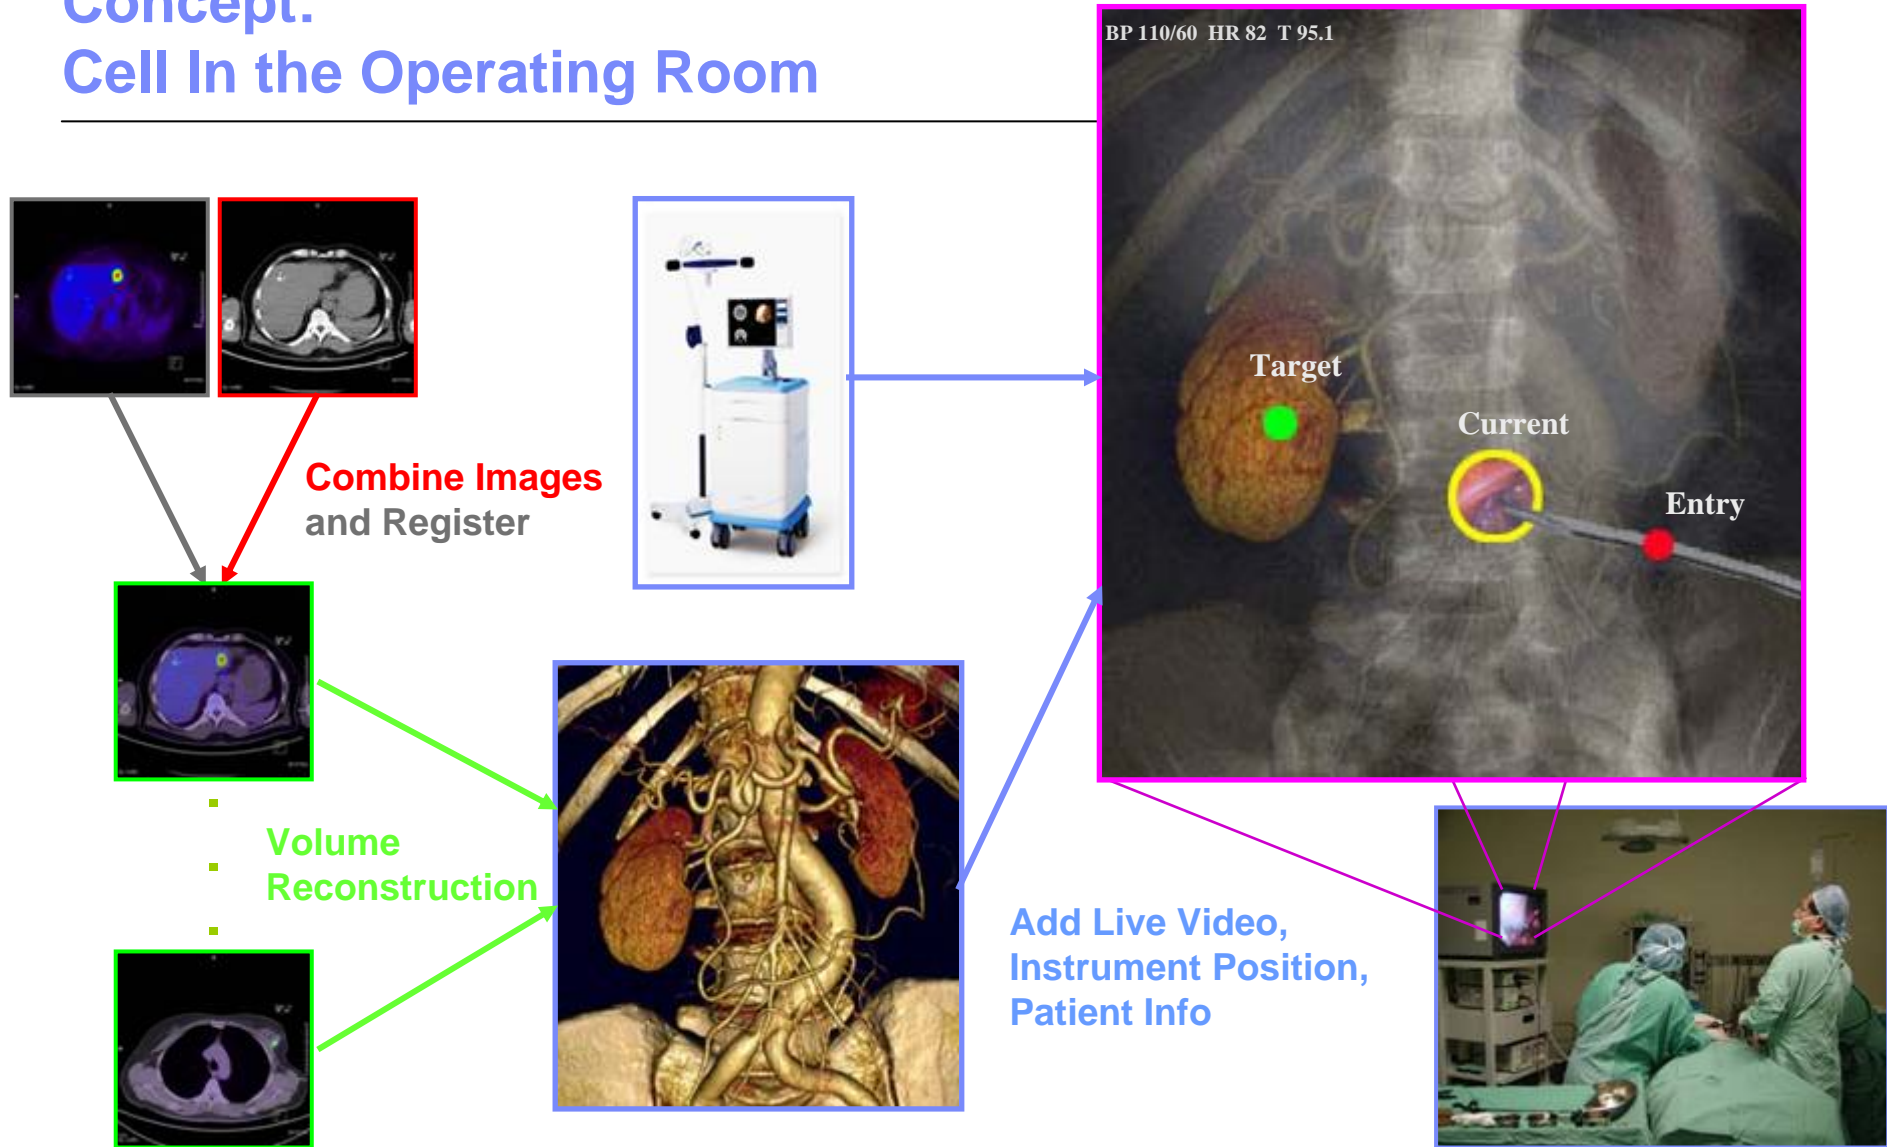 Concept:
Cell In the Operating Room
BP 110/60 HR 82 T 95.1
Combine Images
and Register
Target
Current
Entry
Volume
Reconstruction
Add Live Video,
Instrument Position,
Patient Info